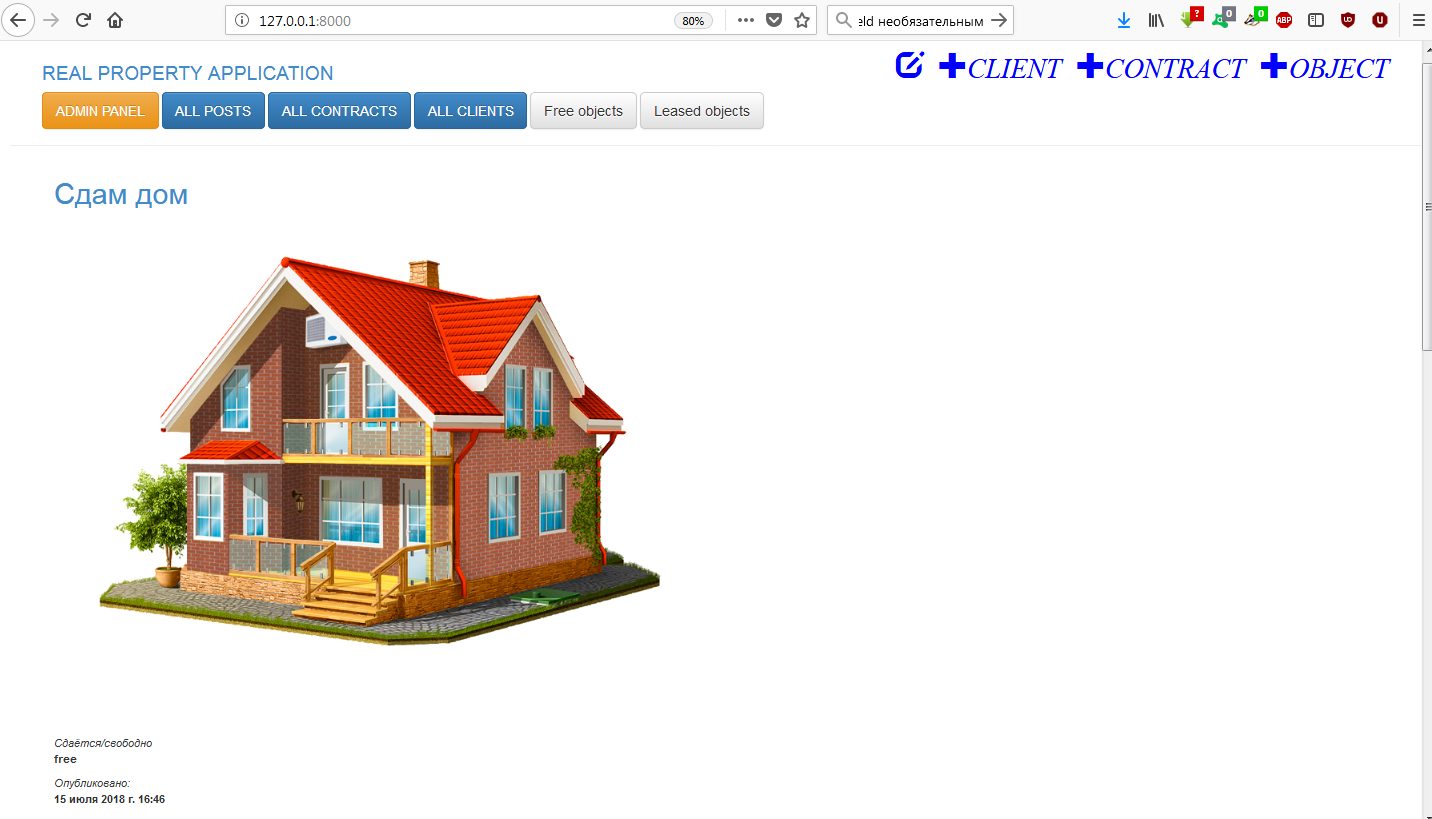 127.0.0.1:8000
80%
eld необязательным
?
0
0
ABP
REAL PROPERTY APPLICATION
CLIENT CONTRACT OBJECT
ADMIN PANEL ALL POSTS ALL CONTRACTS ALL CLIENTS Free objects Leased objects
Сдам дом
Сдаётся/свободно
free
Опубликовано:
15 июля 2018 г. 16:46